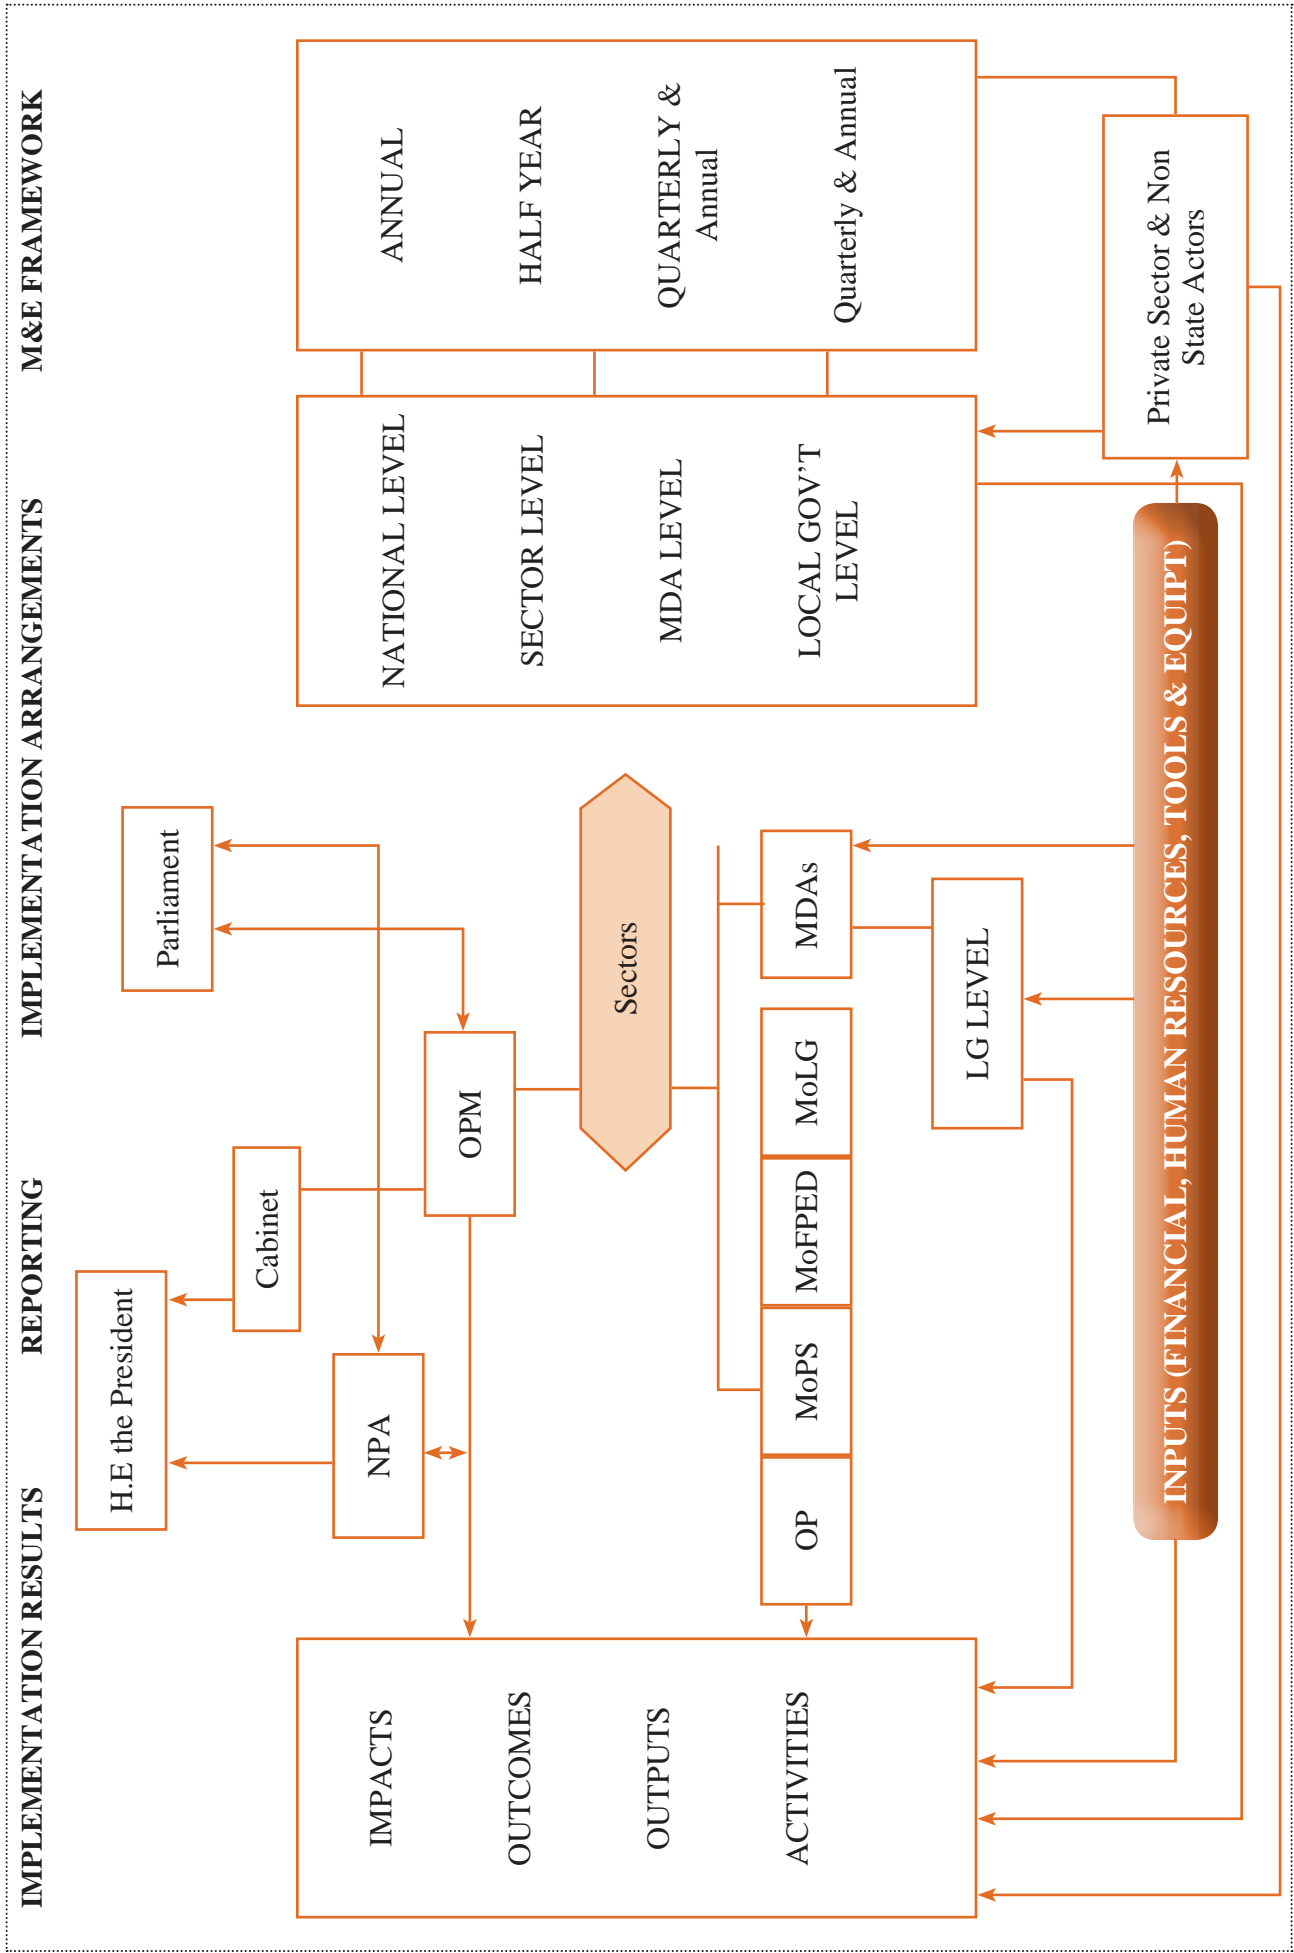 IMPLEMENTATION RESULTS
REPORTING
IMPLEMENTATION ARRANGEMENTS
M&E FRAMEWORK
H.E the President
Parliament
Cabinet
NPA
OPM
Sectors
OP
MoPS
MoFPED
MoLG
MDAs
LG LEVEL
IMPACTS
OUTCOMES
OUTPUTS
ACTIVITIES
NATIONAL LEVEL
SECTOR LEVEL
MDA LEVEL
LOCAL GOV'T
LEVEL
ANNUAL
HALF YEAR
QUARTERLY &
Annual
Quarterly & Annual
INPUTS (FINANCIAL, HUMAN RESOURCES, TOOLS & EQUIPT)
Private Sector & Non
State Actors